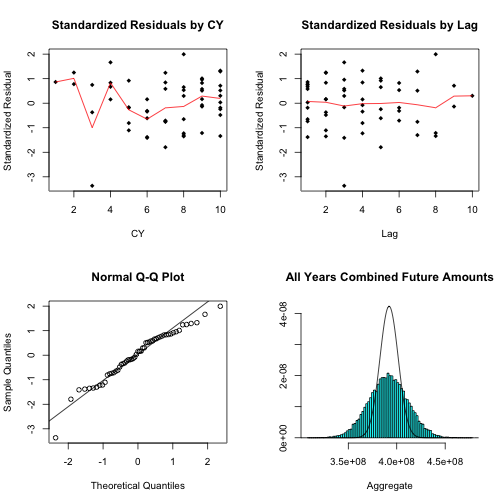 Standardized Residuals by CY
Standardized Residual
2
1
0
-1
-2
-3
2 4 6 8 10
CY
Standardized Residuals by Lag
Standardized Residual
2
1
0
-1
-2
-3
2 4 6 8 10
Lag
Normal Q-Q Plot
Sample Quantiles
2
1
0
-1
-2
-3
-2 -1 0 1 2
Theoretical Quantiles
All Years Combined Future Amounts
4e-08
2e-08
0e+00
3.5e+08 4.0e+08 4.5e+08
Aggregate